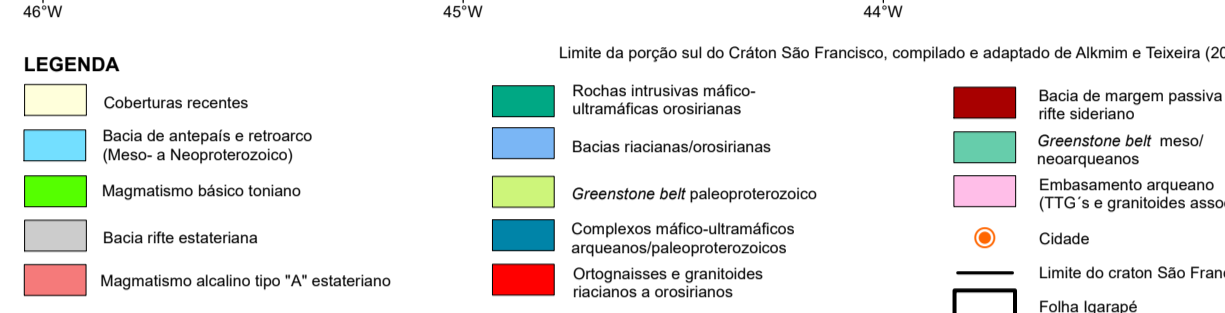 46°W
45°W
44°W
Limite da porção sul do Cráton São Francisco, compilado e adaptado de Alkmim e Teixeira
LEGENDA
Coberturas recentes
Bacia de antepaís e retroarco
(Meso- a Neoproterozoico)
Magmatismo básico toniano
Bacia rifte estateriana
Magmatismo alcalino tipo "A" estateriano
Rochas intrusivas máfico-
ultramáficas orosirianas
Bacias riacianas/orosirianas
Greenstone belt paleoproterozoico
Complexos máfico-ultramáficos
arqueanos/paleoproterozoicos
Ortognaisses e granitoides
riacianos a orosirianos
Bacia de margem passiva
rifte sideriano
Greenstone belt meso/
neoarqueanos
Embasamento arqueano
(TTG´s e granitoides
Cidade
Limite do craton São
Folha Igarapé